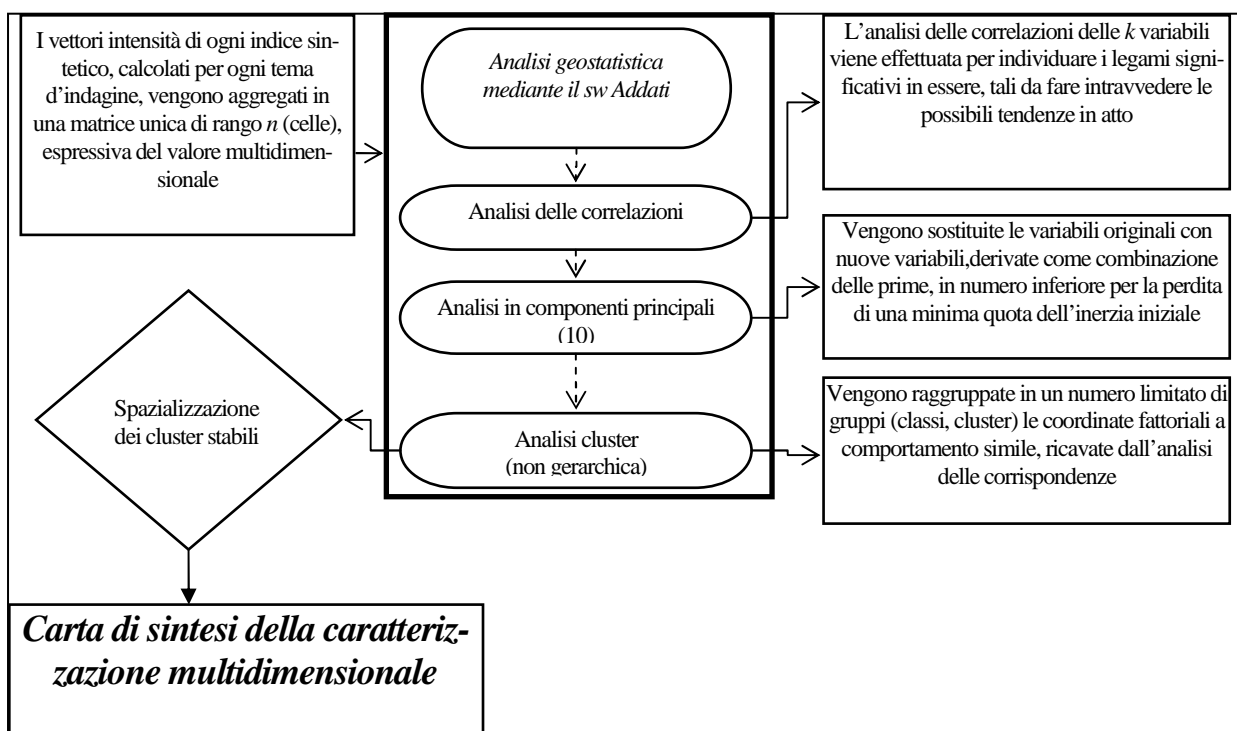 I vettori intensità di ogni indice sin-
tetico, calcolati per ogni tema
d'indagine, vengono aggregati in
una matrice unica di rango n (celle),
espressiva del valore multidimen-
sionale
Analisi geostatistica
mediante il sw Addati
L'analisi delle correlazioni delle k variabili
viene effettuata per individuare i legami signi-
ficativi in essere, tali da fare intravvedere le
possibili tendenze in atto
Analisi delle correlazioni
Vengono sostituite le variabili originali con
nuove variabili,derivate come combinazione
delle prime, in numero inferiore per la perdita
di una minima quota dell'inerzia iniziale
Analisi in componenti principali
(10)
Spazializzazione
dei cluster stabili
Analisi cluster
(non gerarchica)
Vengono raggruppate in un numero limitato di
gruppi (classi, cluster) le coordinate fattoriali a
comportamento simile, ricavate dall'analisi
delle corrispondenze
Carta di sintesi della caratteriz-
zazione multidimensionale